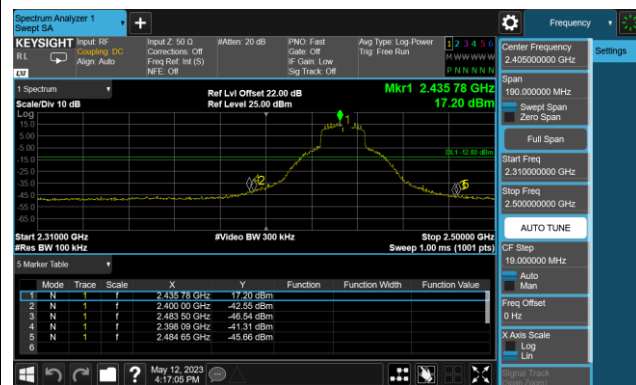 Spectrum Analyzer 1
Swept SA
Frequency
KEYSIGHT
RL
LXI
Input: RF
Coupling: DC
Align: Auto
Input Z: 50 Ω
Corrections: Off
Freq Ref: Int (S)
NFE: Off
#Atten: 20 dB
PNO: Fast
Gate: Off
IF Gain: Low
Sig Track: Off
Avg Type: Log-Power
Trig: Free Run
1 2 3 4 5 6
M W W W W W
P N N N N N
1 Spectrum
Scale/Div 10 dB
Ref Lvl Offset 22.00 dB
Ref Level 25.00 dBm
Mkr1 2.435 78 GHz
17.20 dBm
Log
15.0
5.00
-5.00
-15.0
-25.0
-35.0
-45.0
-55.0
-65.0
1
2
5
Start 2.31000 GHz
#Res BW 100 kHz
#Video BW 300 kHz
Stop 2.50000 GHz
Sweep 1.00 ms (1001 pts)
5 Marker Table
Mode Trace Scale X Y Function Function Width Function Value
1 N 1 f 2.435 78 GHz 17.20 dBm
2 N 1 f 2.400 00 GHz -42.55 dBm
3 N 1 f 2.483 50 GHz -46.54 dBm
4 N 1 f 2.398 09 GHz -41.31 dBm
5 N 1 f 2.484 65 GHz -45.66 dBm
6
May 12, 2023
4:17:05 PM
Center Frequency
2.405000000 GHz
Settings
Span
190.000000 MHz
Swept Span
Zero Span
Full Span
Start Freq
2.310000000 GHz
Stop Freq
2.500000000 GHz
AUTO TUNE
CF Step
19.000000 MHz
Auto
Man
Freq Offset
0 Hz
X Axis Scale
Log
Lin
Signal Track
(Span Zoom)